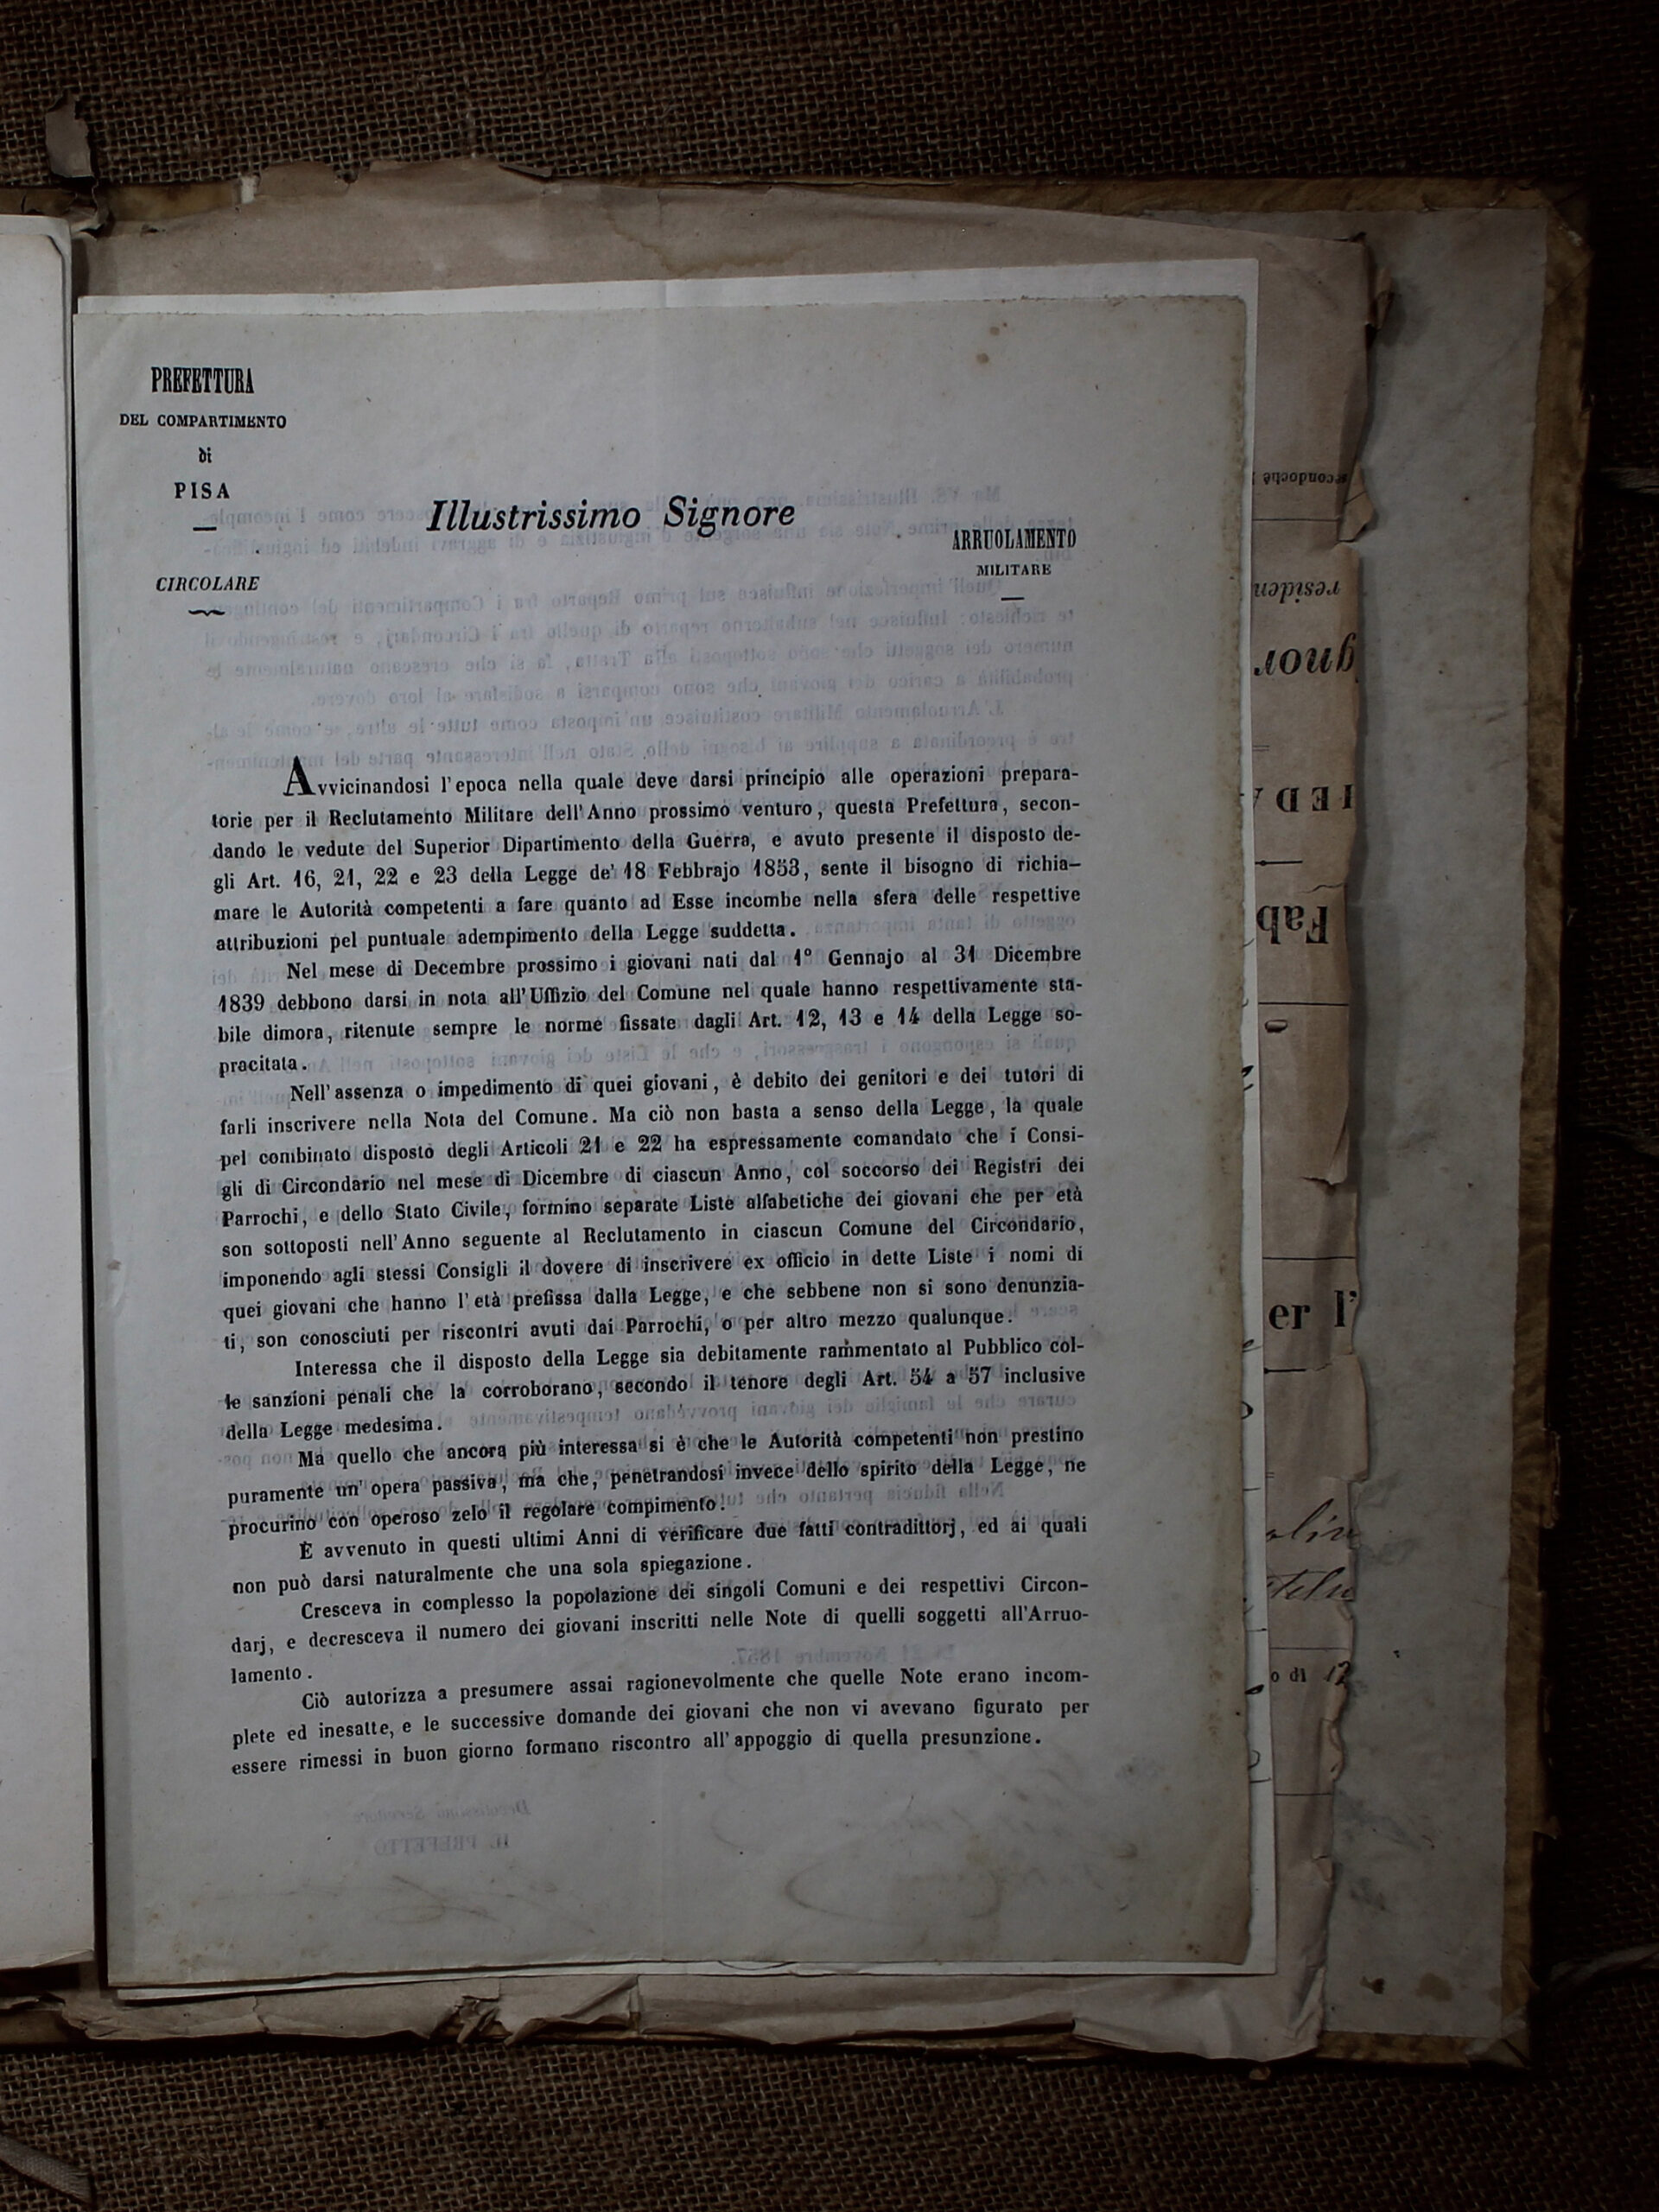 PREFETTURA
DEL COMPARTIMENTO
di
PISA
CIRCOLARE
Illustrissimo Signore
ARRUOLAMENTO
MILITARE
Avvicinandosi l'epoca nella quale deve darsi principio alle operazioni prepara-
torie per il Reclutamento Militare dell'Anno prossimo venturo, questa Prefettura, secon-
dando le vedute del Superior Dipartimento della Guerra, e avuto presente il disposto de-
gli Art. 16, 21, 22 e 23 della Legge de' 18 Febbrajo 1853, sente il bisogno di richia-
mare le Autorità competenti a fare quanto ad Esse incombe nella sfera delle respettive
attribuzioni pel puntuale adempimento della Legge suddetta.
Nel mese di Decembre prossimo i giovani nati dal 1° Gennajo al 31 Dicembre
1839 debbono darsi in nota all'Uffizio del Comune nel quale hanno respettivamente sta-
bile dimora, ritenute sempre le norme fissate dagli Art. 12, 13 e 14 della Legge so-
pracitata.
Nell'assenza o impedimento di quei giovani, è debito dei genitori e dei tutori di
farli inscrivere nella Nota del Comune. Ma ciò non basta a senso della Legge, la quale
pel combinato disposto degli Articoli 21 e 22 ha espressamente comandato che i Consi-
gli di Circondario nel mese di Dicembre di ciascun Anno, col soccorso dei Registri dei
Parrochi, e dello Stato Civile, formino separate Liste alfabetiche dei giovani che per età
son sottoposti nell'Anno seguente al Reclutamento in ciascun Comune del Circondario,
imponendo agli stessi Consigli il dovere di inscrivere ex officio in dette Liste i nomi di
quei giovani che hanno l'età prefissa dalla Legge, e che sebbene non si sono denunzia-
ti, son conosciuti per riscontri avuti dai Parrochi, o per altro mezzo qualunque.
Interessa che il disposto della Legge sia debitamente rammentato al Pubblico col-
le sanzioni penali che la corroborano, secondo il tenore degli Art. 54 a 57 inclusive
della Legge medesima.
Ma quello che ancora più interessa si è che le Autorità competenti non prestino
puramente un'opera passiva, ma che, penetrandosi invece dello spirito della Legge, ne
procurino con operoso zelo il regolare compimento.
È avvenuto in questi ultimi Anni di verificare due fatti contradittorj, ed ai quali
non può darsi naturalmente che una sola spiegazione.
Cresceva in complesso la popolazione dei singoli Comuni e dei respettivi Circon-
darj, e decresceva il numero dei giovani inscritti nelle Note di quelli soggetti all'Arruo-
lamento.
Ciò autorizza a presumere assai ragionevolmente che quelle Note erano incom-
plete ed inesatte, e le successive domande dei giovani che non vi avevano figurato per
essere rimessi in buon giorno formano riscontro all'appoggio di quella presunzione.
econdoche
residen
gnor
TEDA
Fab
er l'
o di 12